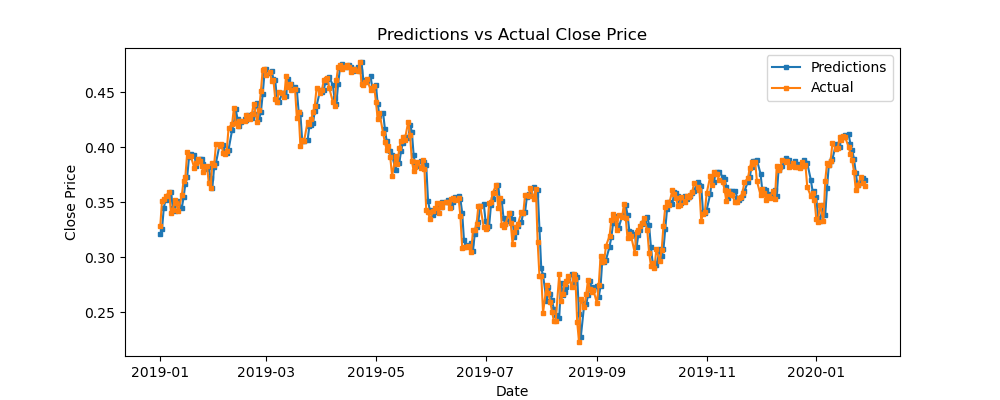 Predictions vs Actual Close Price
Predictions
Actual
0.45
0.40
0.35
0.30
0.25
Close Price
2019-01
2019-03
2019-05
2019-07
2019-09
2019-11
2020-01
Date